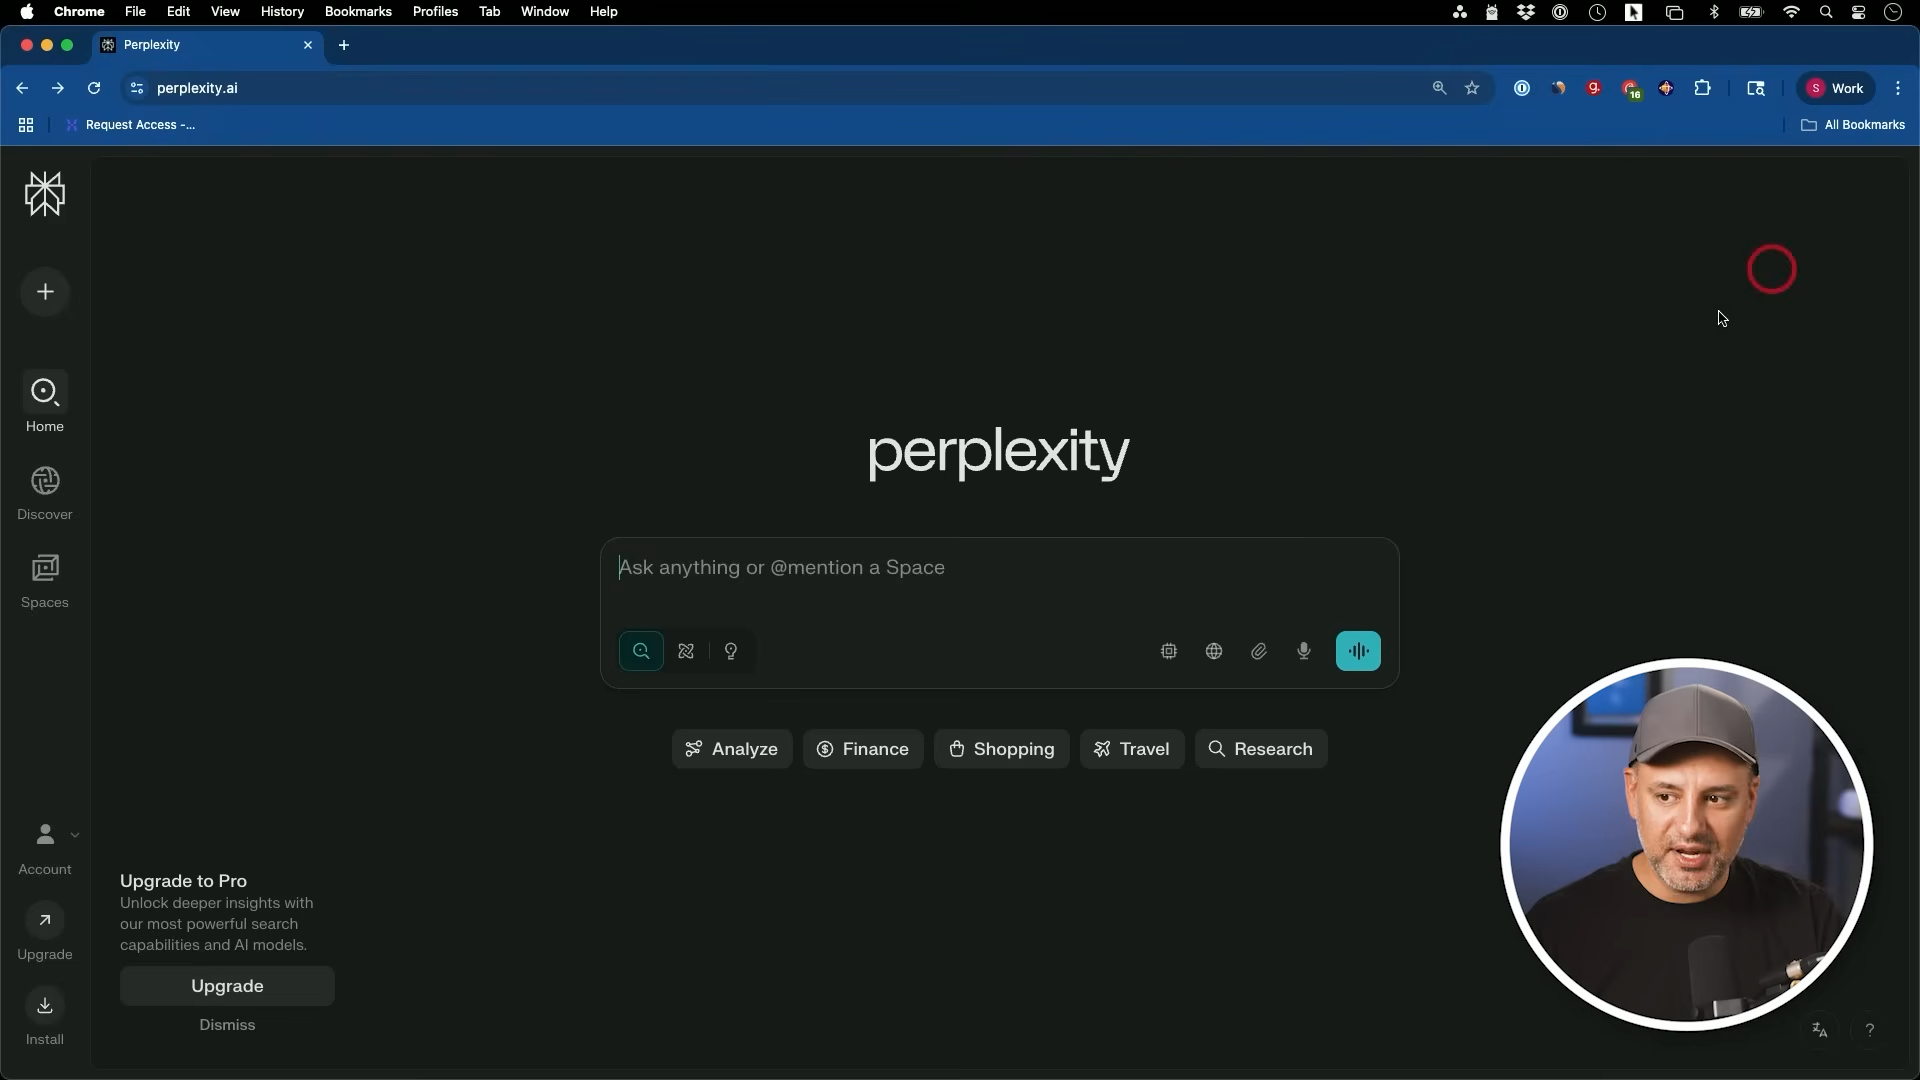 Chrome File Edit View History Bookmarks Profiles Tab Window Help
Perplexity
perplexity.ai
g.
16
S Work
Request Access -...
All Bookmarks
Home
Discover
Spaces
Account
Upgrade
Install
perplexity
Ask anything or @mention a Space
Analyze Finance Shopping Travel Research
Upgrade to Pro
Unlock deeper insights with
our most powerful search
capabilities and AI models.
Upgrade
Dismiss
?